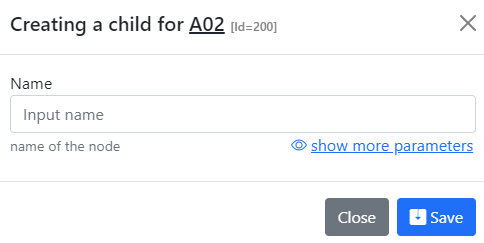 Creating a child for A02 [Id=200]
Name
Input name
name of the node show more parameters
Close Save